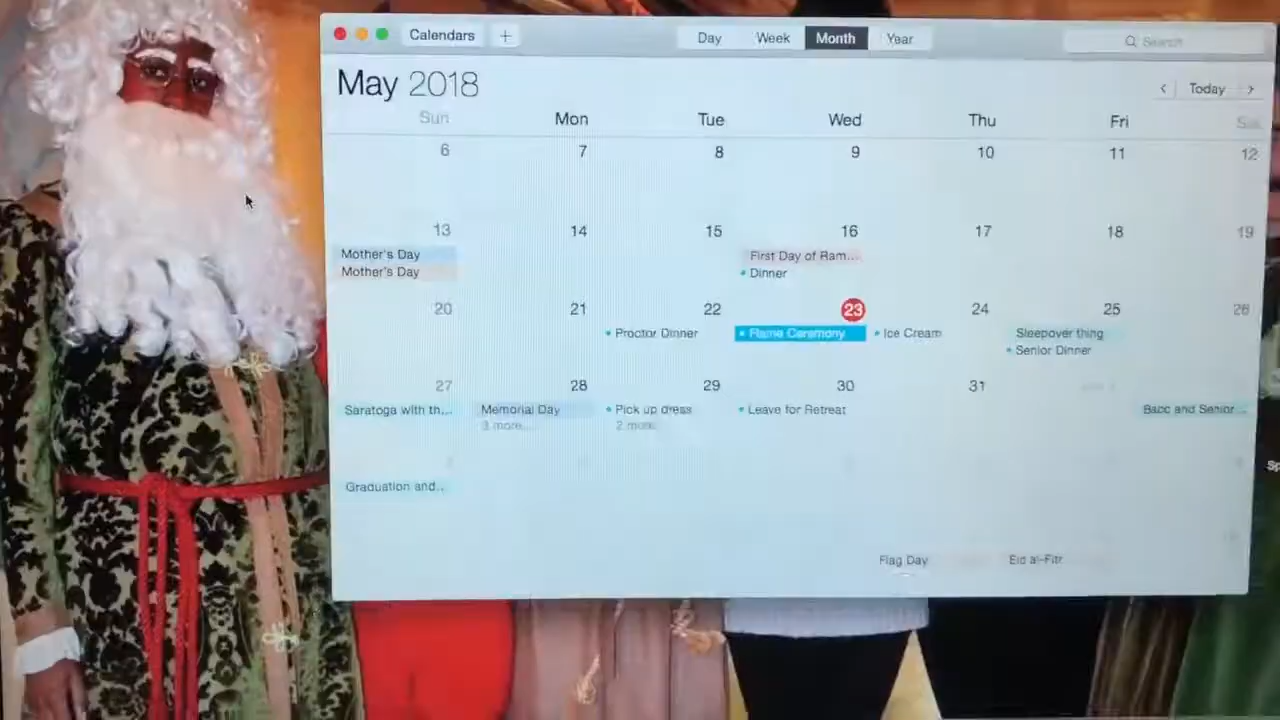 Calendars +
Day Week Month Year
Search
May 2018
Today
Sun Mon Tue Wed Thu Fri Sat
6 7 8 9 10 11 12
13 14 15 16 17 18 19
Mother's Day First Day of Ram...
Mother's Day Dinner
20 21 22 23 24 25 26
Proctor Dinner Flame Ceremony Ice Cream Sleepover thing
Senior Dinner
27 28 29 30 31
Saratoga with th... Memorial Day Pick up dress Leave for Retreat Bacc and Senior...
3 more... 2 more...
Graduation and...
Flag Day Eid al-Fitr